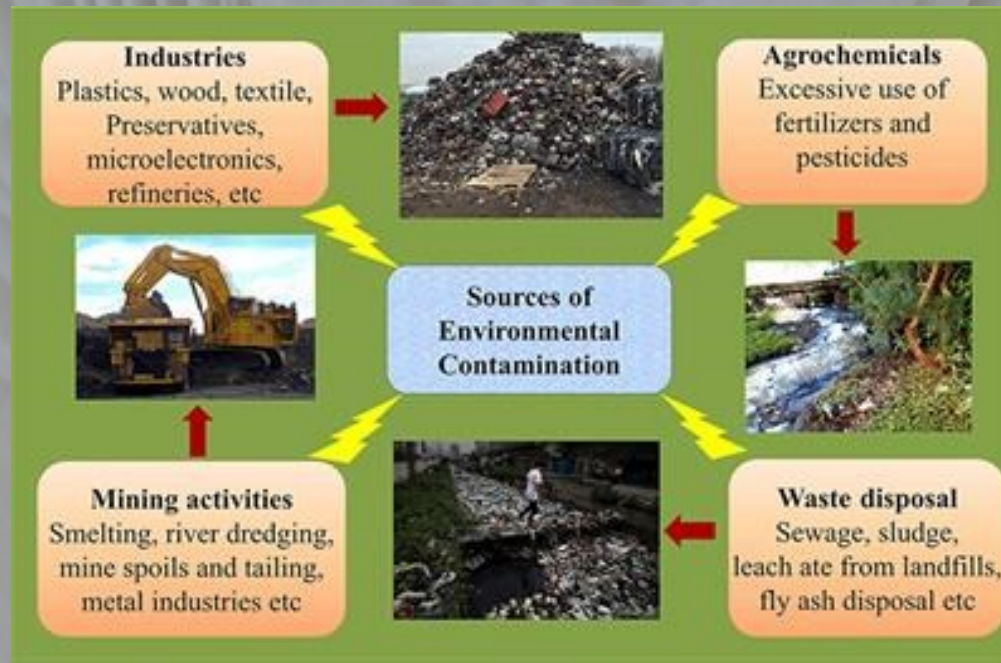 Industries
Plastics, wood, textile,
Preservatives,
microelectronics,
refineries, etc
Agrochemicals
Excessive use of
fertilizers and
pesticides
Sources of
Environmental
Contamination
Mining activities
Smelting, river dredging,
mine spoils and tailing,
metal industries etc
Waste disposal
Sewage, sludge,
leach ate from landfills,
fly ash disposal etc